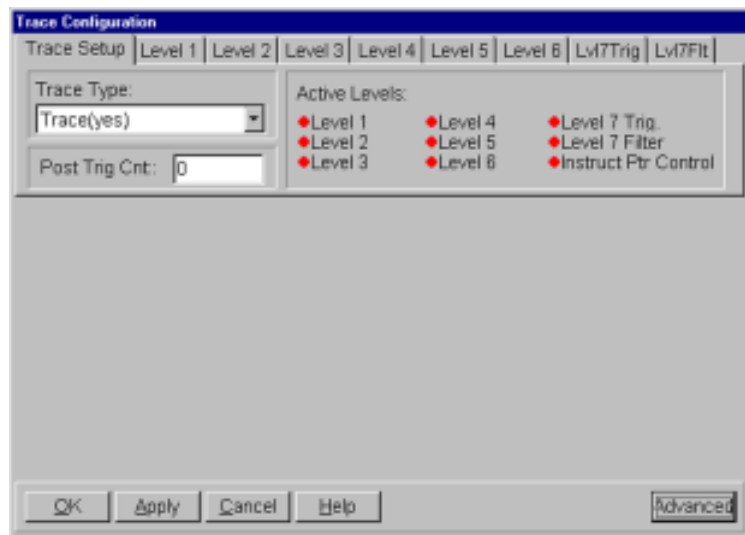 Trace Configuration
Trace Setup Level 1 Level 2 Level 3 Level 4 Level 5 Level 6 Lvl7Trig Lvl7Flt
Trace Type:
Trace(yes)
Post Trig Cnt:: 0
Active Levels:
Level 1 Level 4 Level 7 Trig.
Level 2 Level 5 Level 7 Filter
Level 3 Level 6 Instruct Ptr Control
OK Apply Cancel Help Advanced